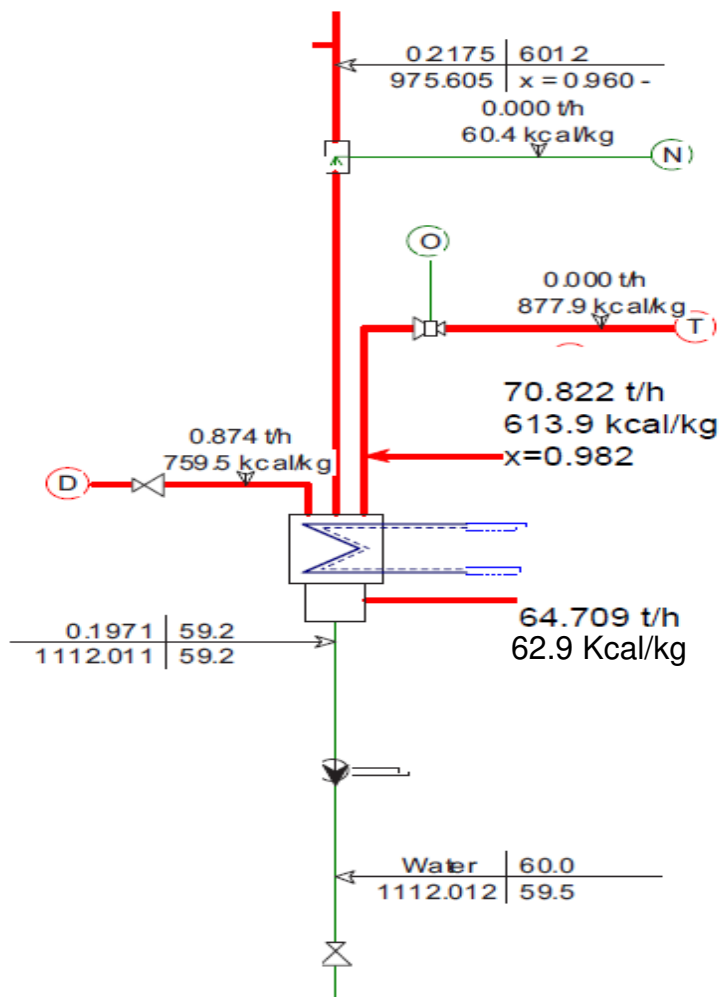 0.2175 601.2
975.605 x = 0.960 -
0.000 t/h
60.4 kcal/kg
N
O
0.000 t/h
877.9 kcal/kg
T
70.822 t/h
613.9 kcal/kg
x=0.982
0.874 t/h
759.5 kcal/kg
D
64.709 t/h
62.9 Kcal/kg
0.1971 59.2
1112.011 59.2
Water 60.0
1112.012 59.5